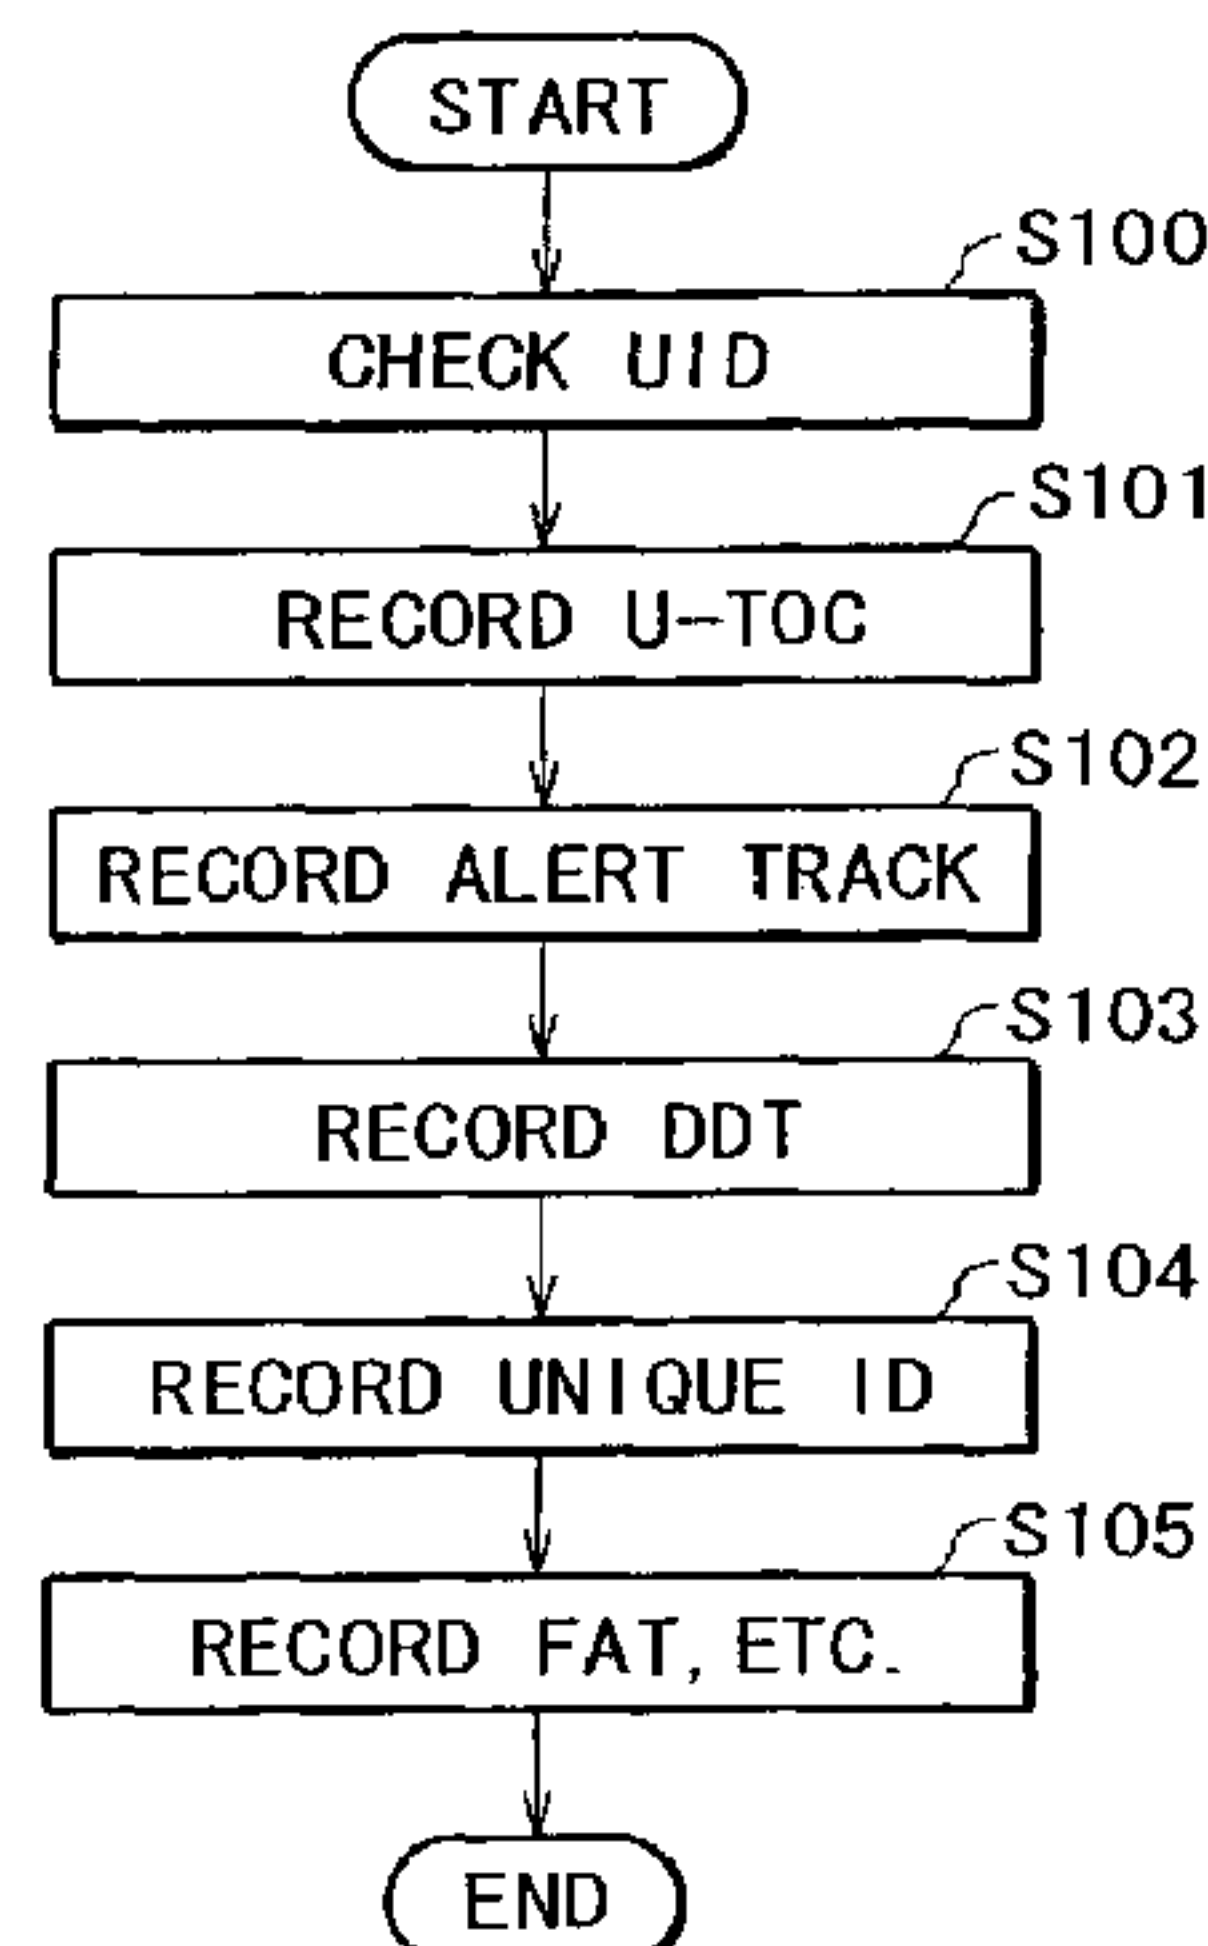 START
S100
CHECK UID
S101
RECORD U-TOC
S102
RECORD ALERT TRACK
S103
RECORD DDT
S104
RECORD UNIQUE ID
S105
RECORD FAT, ETC.
END